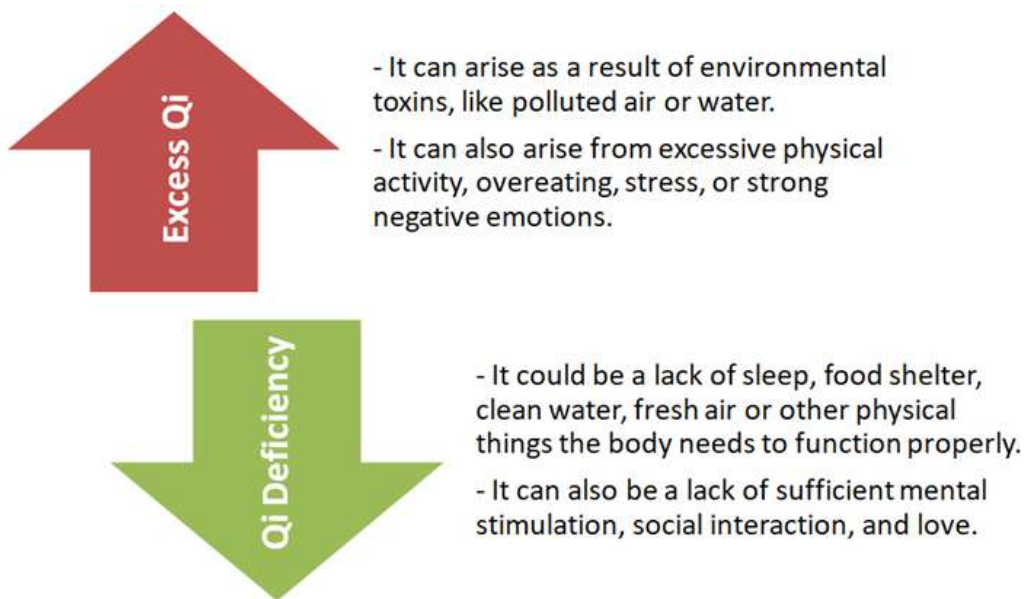 Excess Qi
- It can arise as a result of environmental
toxins, like polluted air or water.
- It can also arise from excessive physical
activity, overeating, stress, or strong
negative emotions.
Qi Deficiency
- It could be a lack of sleep, food shelter,
clean water, fresh air or other physical
things the body needs to function properly.
- It can also be a lack of sufficient mental
stimulation, social interaction, and love.